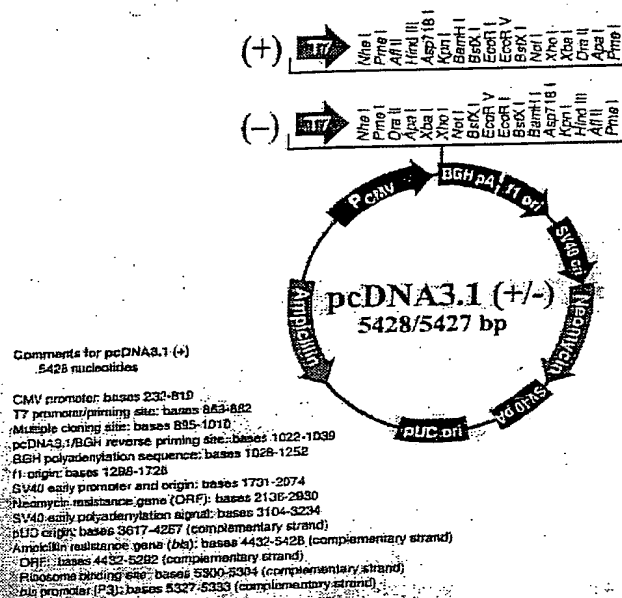 (+) T7 Nhe I Pme I Afl II Hind III Asp718 I Kpn I BamH I BstX I EcoR I EcoR V BstX I Not I Xho I Xba I Dra II Apa I Pme I
(−) T7 Nhe I Pme I Dra II Apa I Xba I Xho I Not I BstX I EcoR V EcoR I BstX I BamH I Asp718 I Kpn I Hind III Afl II Pme I
P CMV
BGH pA
f1 ori
SV40 ori
Neomycin
SV40 pA
pUC ori
Ampicillin
pcDNA3.1 (+/-)
5428/5427 bp
Comments for pcDNA3.1 (+)
5428 nucleotides
CMV promoter: bases 232-819
T7 promoter/priming site: bases 863-882
Multiple cloning site: bases 895-1010
pcDNA3.1/BGH reverse priming site: bases 1022-1039
BGH polyadenylation sequence: bases 1028-1252
f1 origin: bases 1298-1726
SV40 early promoter and origin: bases 1731-2074
Neomycin resistance gene (ORF): bases 2136-2930
SV40 early polyadenylation signal: bases 3104-3234
pUC origin: bases 3617-4287 (complementary strand)
Ampicillin resistance gene (bla): bases 4432-5428 (complementary strand)
ORF: bases 4432-5292 (complementary strand)
Ribosome binding site: bases 5300-5304 (complementary strand)
bla promoter (P3): bases 5327-5333 (complementary strand)